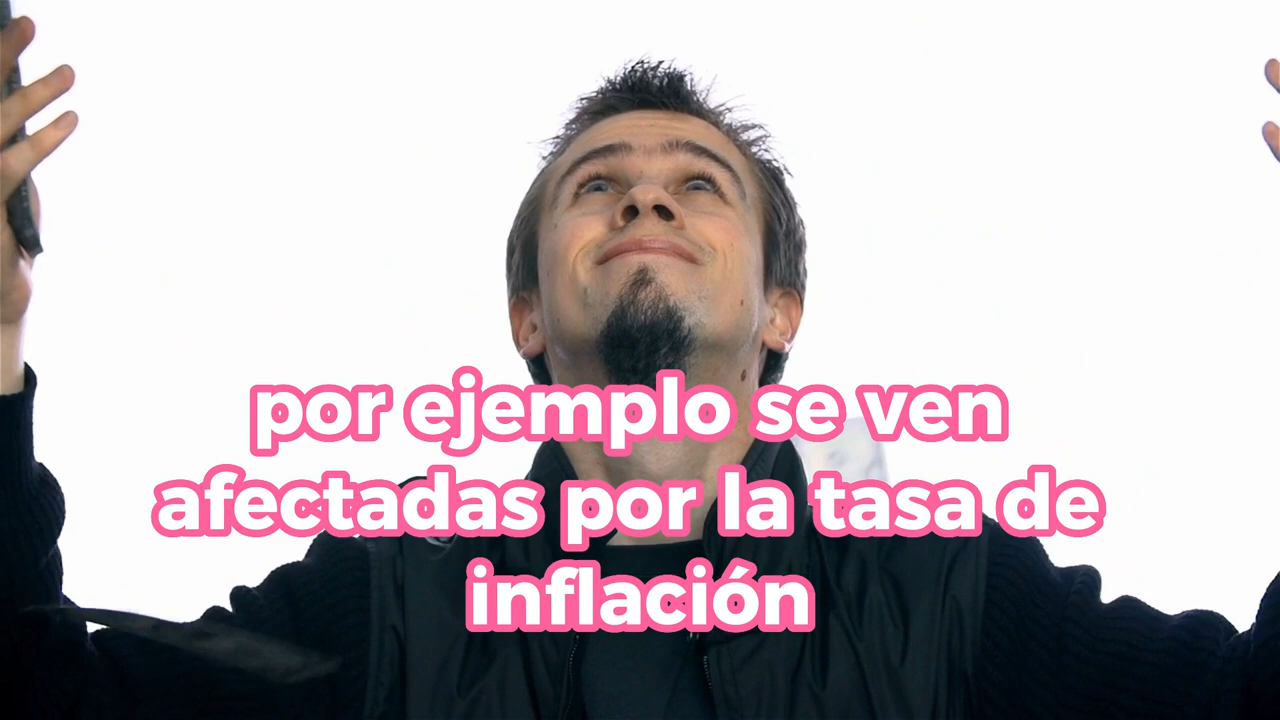 por ejemplo se ven
afectadas por la tasa de
inflación